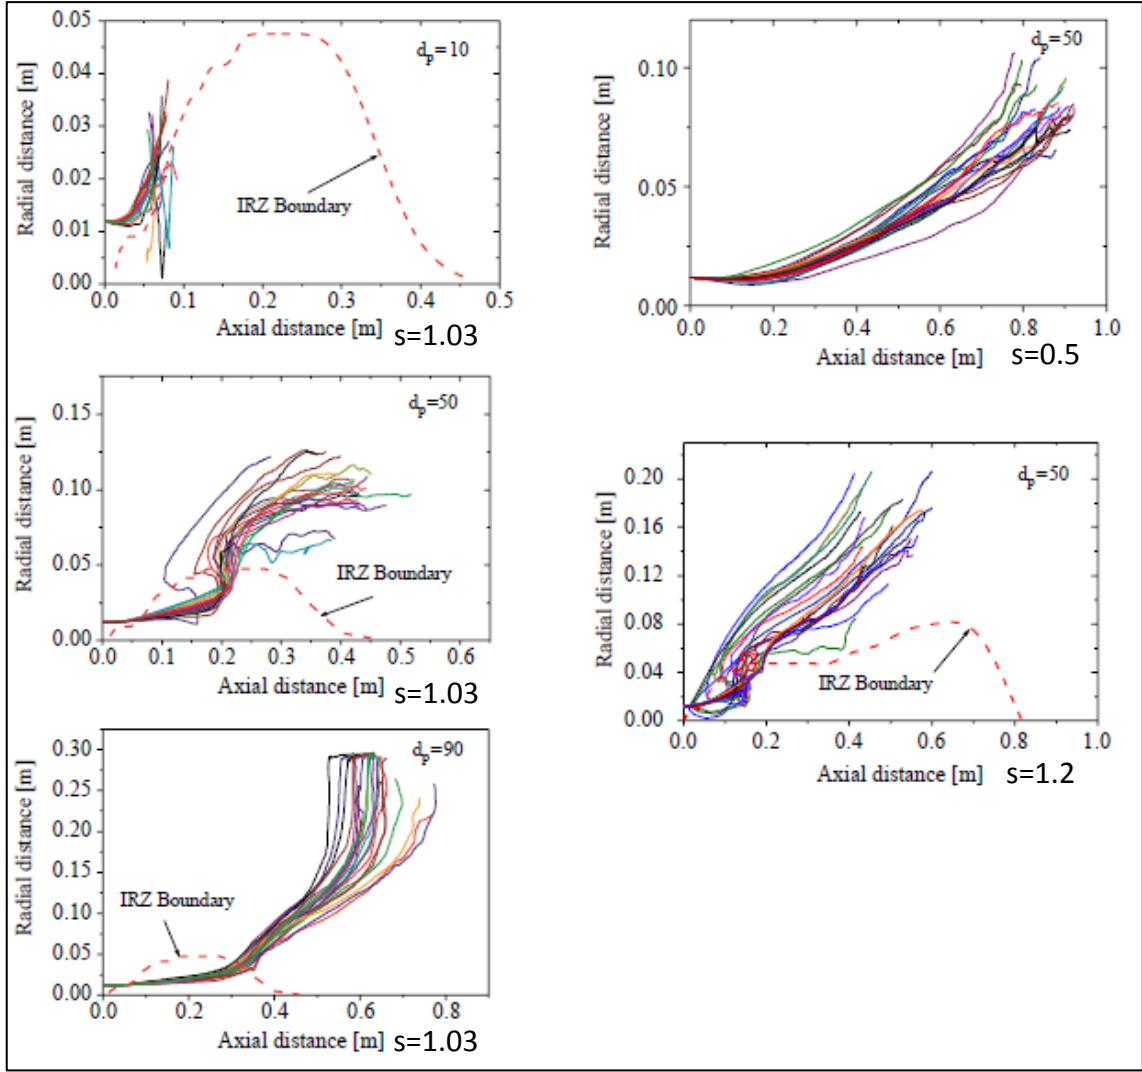 0.05
0.04
0.03
0.02
0.01
0.00
Radial distance [m]
dp=10
IRZ Boundary
0.0 0.1 0.2 0.3 0.4 0.5
Axial distance [m] s=1.03
0.10
0.05
0.00
Radial distance [m]
dp=50
0.0 0.2 0.4 0.6 0.8 1.0
Axial distance [m] s=0.5
0.15
0.10
0.05
0.00
Radial distance [m]
dp=50
IRZ Boundary
0.0 0.1 0.2 0.3 0.4 0.5 0.6
Axial distance [m] s=1.03
0.20
0.16
0.12
0.08
0.04
0.00
Radial distance [m]
dp=50
IRZ Boundary
0.0 0.2 0.4 0.6 0.8 1.0
Axial distance [m] s=1.2
0.30
0.25
0.20
0.15
0.10
0.05
0.00
Radial distance [m]
dp=90
IRZ Boundary
0.0 0.2 0.4 0.6 0.8
Axial distance [m] s=1.03